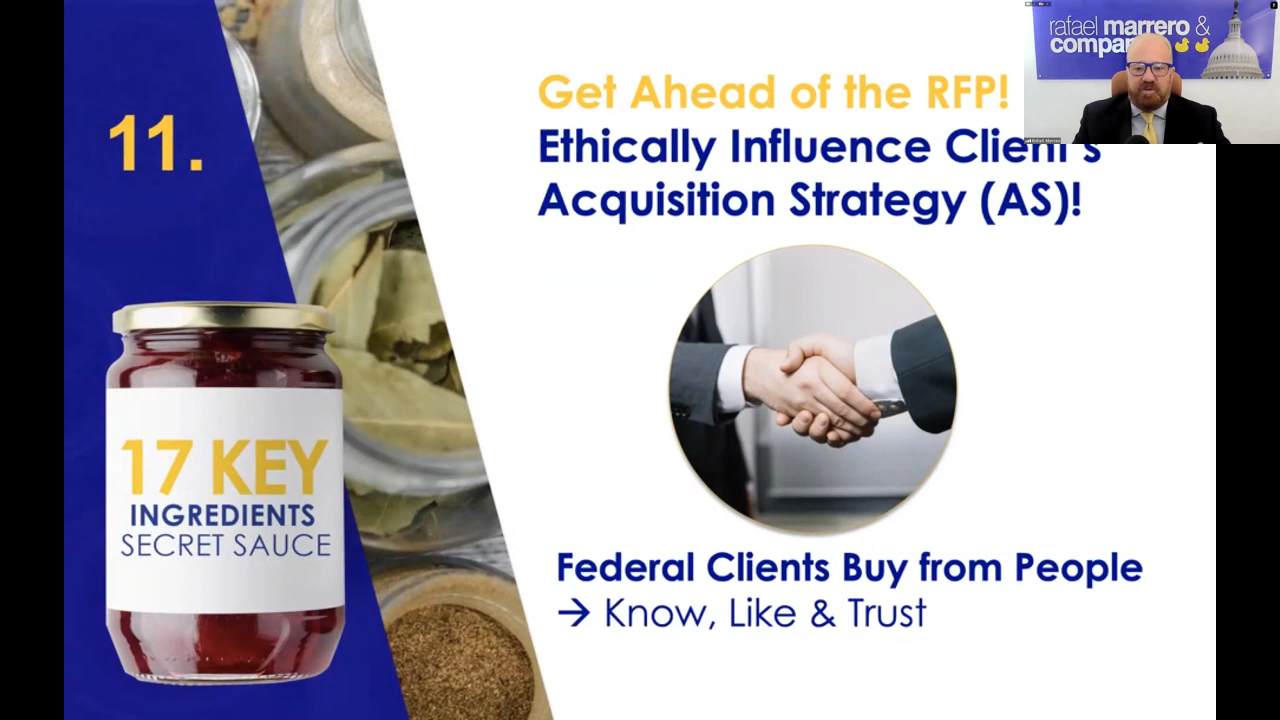 11.
Get Ahead of the RFP!
Ethically Influence Client's
Acquisition Strategy (AS)!
17 KEY
INGREDIENTS
SECRET SAUCE
Federal Clients Buy from People
→ Know, Like & Trust
rafael marrero &